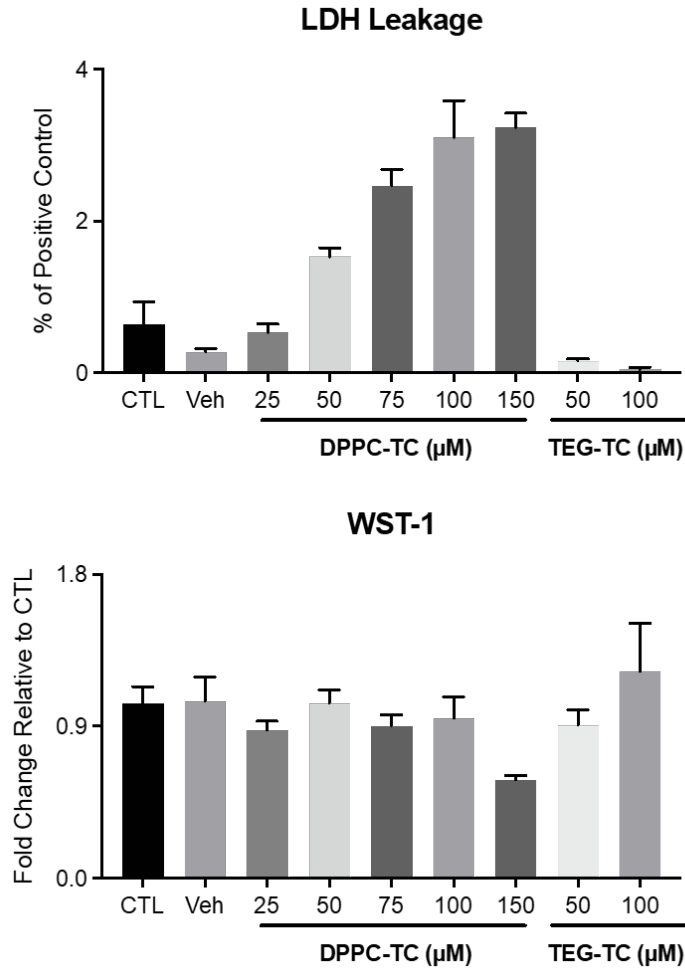 LDH Leakage
% of Positive Control
4
2
0
CTL Veh 25 50 75 100 150 50 100
DPPC-TC (µM) TEG-TC (µM)
WST-1
Fold Change Relative to CTL
1.8
0.9
0.0
CTL Veh 25 50 75 100 150 50 100
DPPC-TC (µM) TEG-TC (µM)